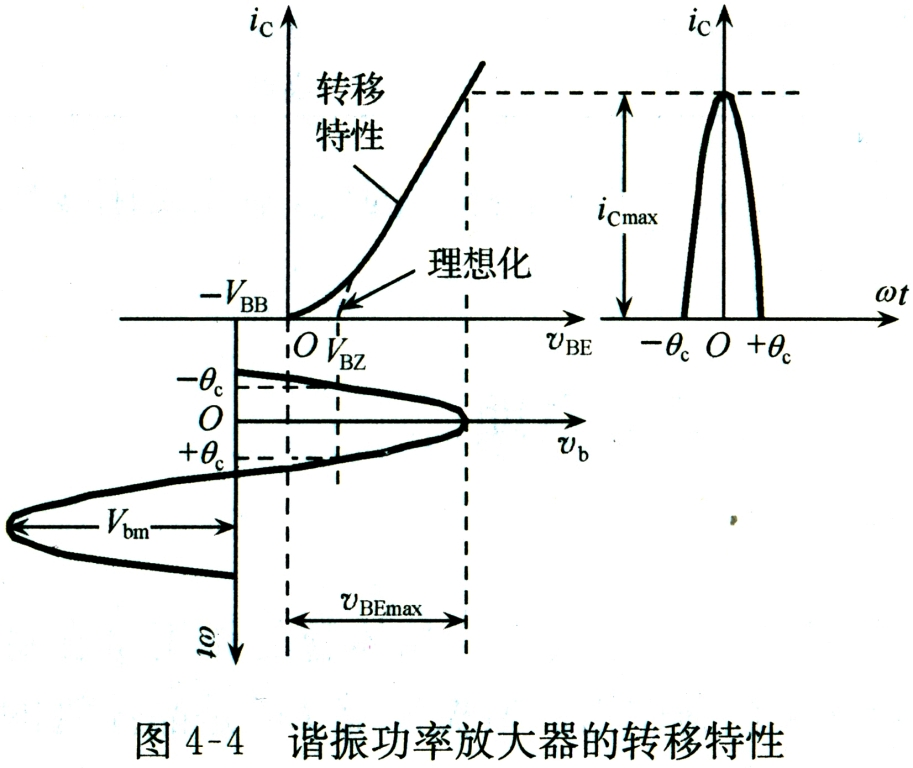 i_C
i_C
转移
特性
i_Cmax
理想化
−V_BB
ωt
O V_BZ
v_BE
−θ_c O +θ_c
−θ_c
O
v_b
+θ_c
V_bm
v_BEmax
ωt
图 4-4 谐振功率放大器的转移特性